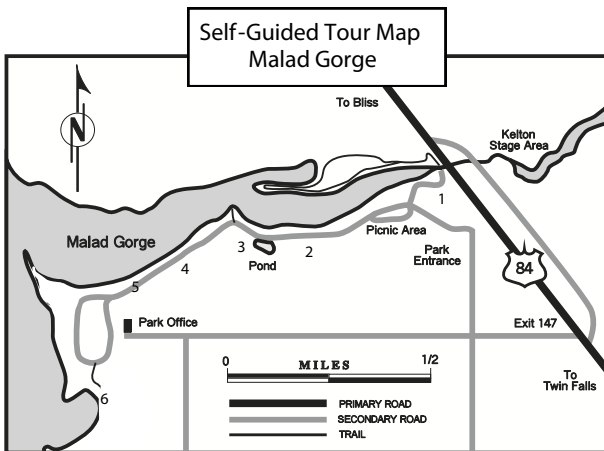 Self-Guided Tour Map
Malad Gorge
To Bliss
Kelton
Stage Area
N
1
Malad Gorge
Picnic Area
3
2
Park
Entrance
4
Pond
84
5
Park Office
Exit 147
0
MILES
1/2
To
Twin Falls
6
PRIMARY ROAD
SECONDARY ROAD
TRAIL